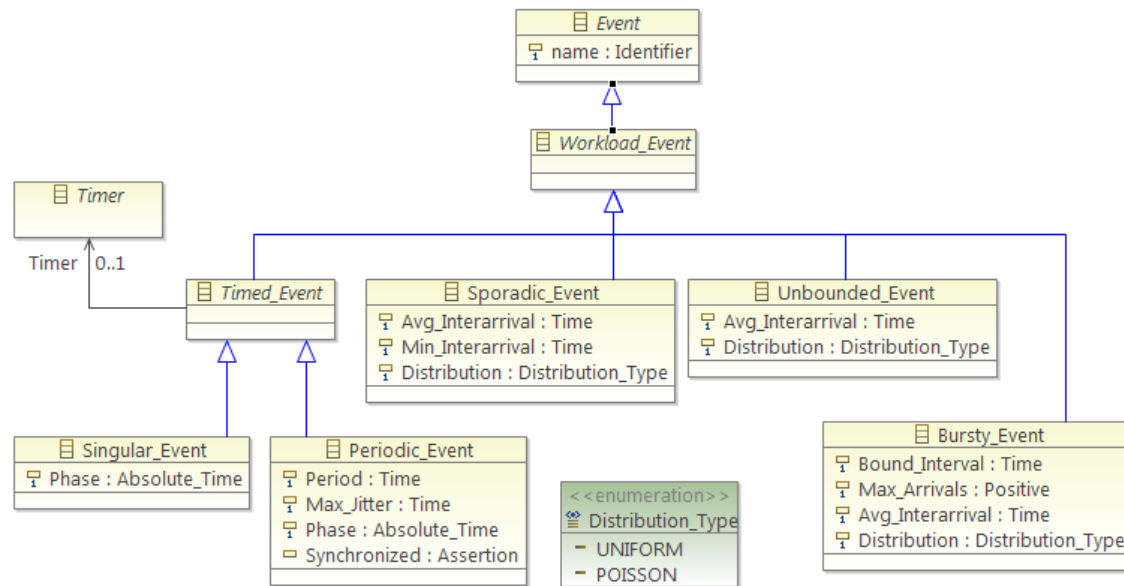 Event
name : Identifier
Workload_Event
Timer
Timer 0..1
Timed_Event
Sporadic_Event
Avg_Interarrival : Time
Min_Interarrival : Time
Distribution : Distribution_Type
Unbounded_Event
Avg_Interarrival : Time
Distribution : Distribution_Type
Singular_Event
Phase : Absolute_Time
Periodic_Event
Period : Time
Max_Jitter : Time
Phase : Absolute_Time
Synchronized : Assertion
<<enumeration>>
Distribution_Type
UNIFORM
POISSON
Bursty_Event
Bound_Interval : Time
Max_Arrivals : Positive
Avg_Interarrival : Time
Distribution : Distribution_Type